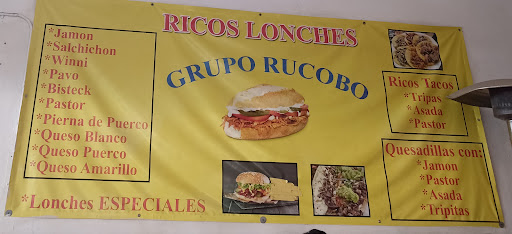 RICOS LONCHES
GRUPO RUCOBO
*Jamon
*Salchichon
*Winni
*Pavo
*Bisteck
*Pastor
*Pierna de Puerco
*Queso Blanco
*Queso Puerco
*Queso Amarillo
*Lonches ESPECIALES
Ricos Tacos
*Tripas
*Asada
*Pastor
Quesadillas con:
*Jamon
*Pastor
*Asada
*Tripitas